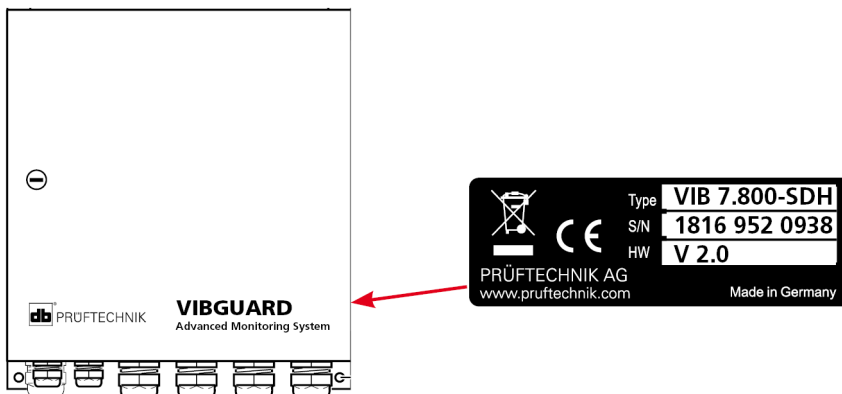 db PRÜFTECHNIK
VIBGUARD
Advanced Monitoring System
Type VIB 7.800-SDH
S/N 1816 952 0938
HW V 2.0
CE
PRÜFTECHNIK AG
www.pruftechnik.com
Made in Germany